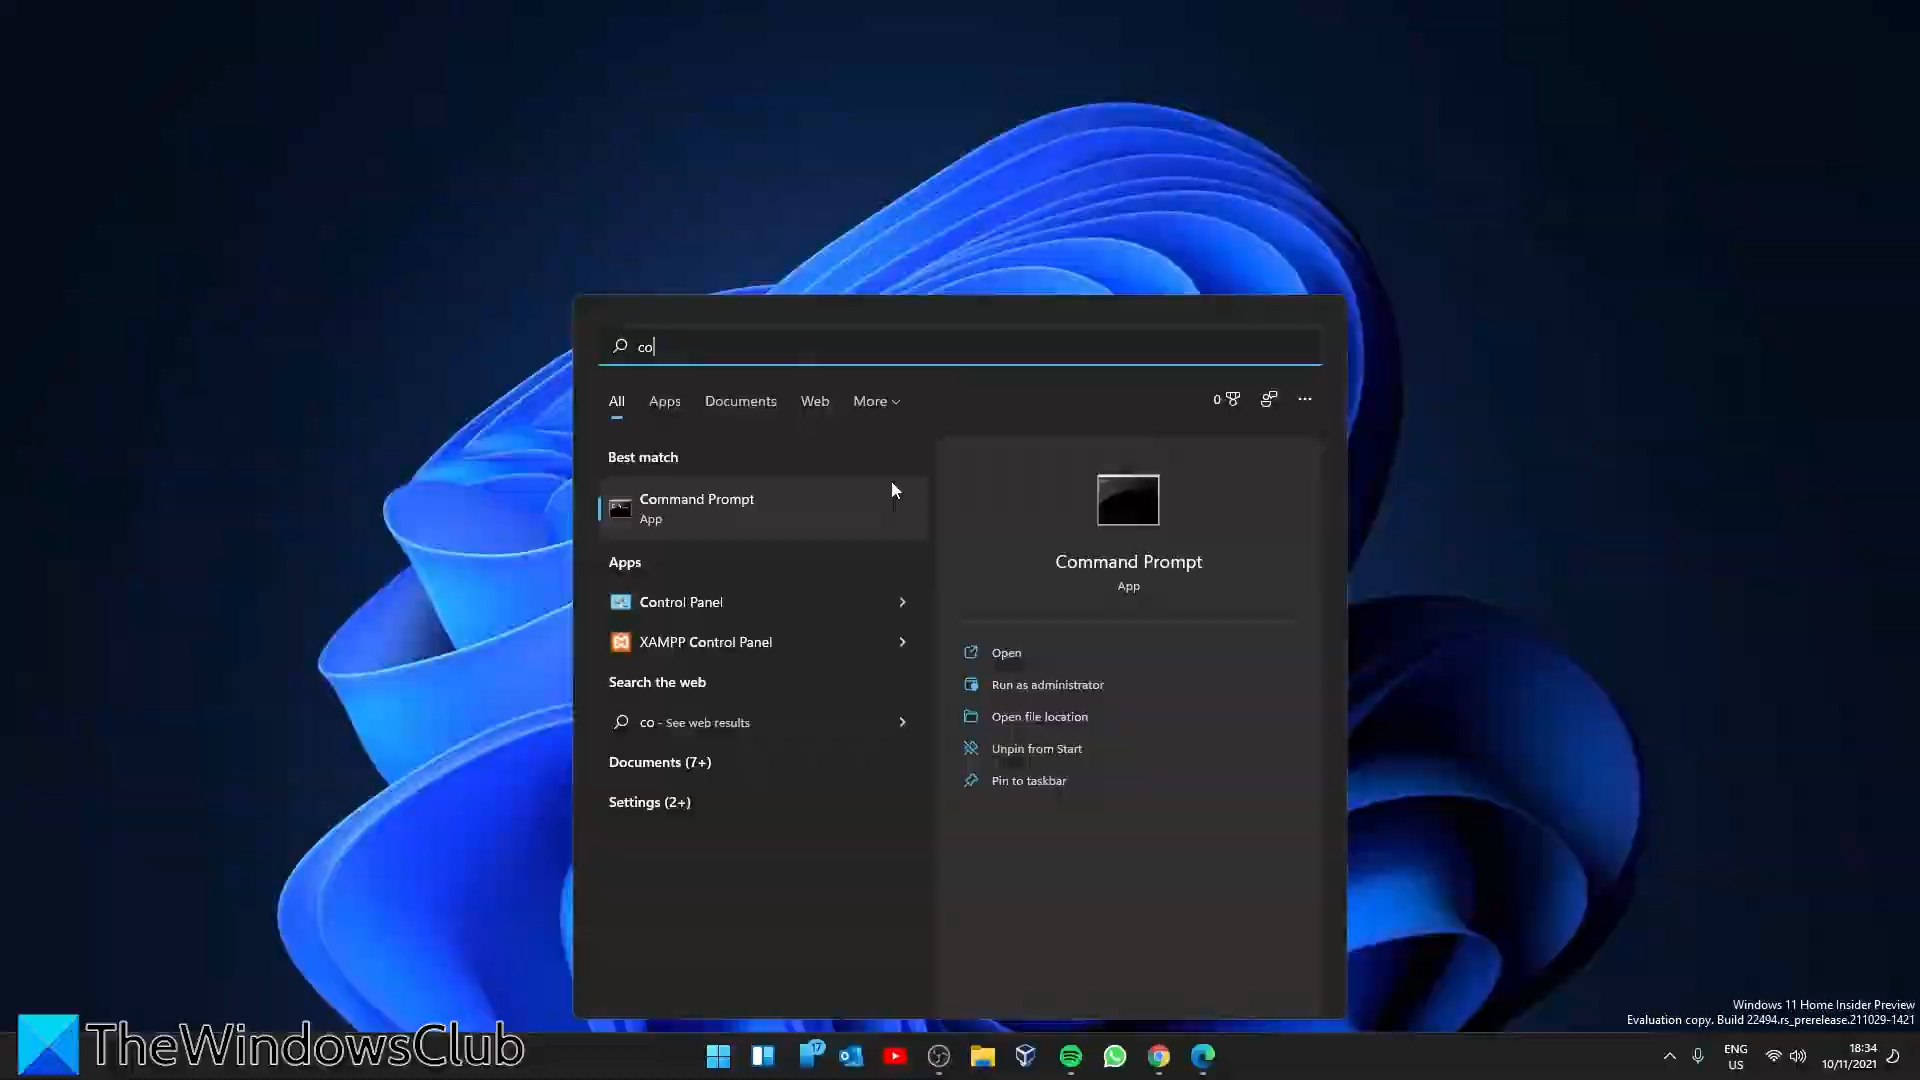 co
All Apps Documents Web More
0
Best match
Command Prompt
App
Apps
Control Panel
XAMPP Control Panel
Search the web
co - See web results
Documents (7+)
Settings (2+)
Command Prompt
App
Open
Run as administrator
Open file location
Unpin from Start
Pin to taskbar
Windows 11 Home Insider Preview
Evaluation copy. Build 22494.rs_prerelease.211029-1421
TheWindowsClub
17
ENG
US
18:34
10/11/2021